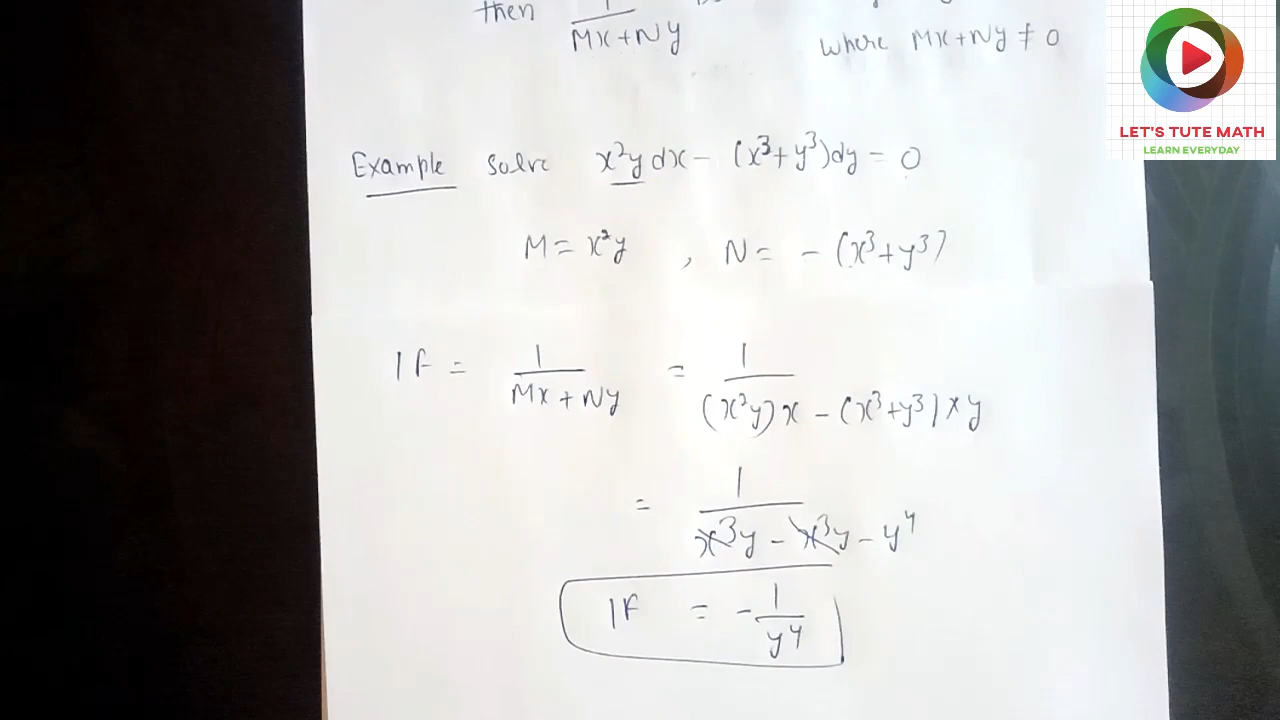 then 1/(Mx+Ny)
where Mx+Ny ≠ 0
LET'S TUTE MATH
LEARN EVERYDAY
Example solve x²y dx - (x³+y³)dy = 0
M = x²y , N = - (x³+y³)
IF = 1/(Mx+Ny) = 1/((x²y)x - (x³+y³)×y)
= 1/(x³y - x³y - y⁴)
IF = -1/y⁴